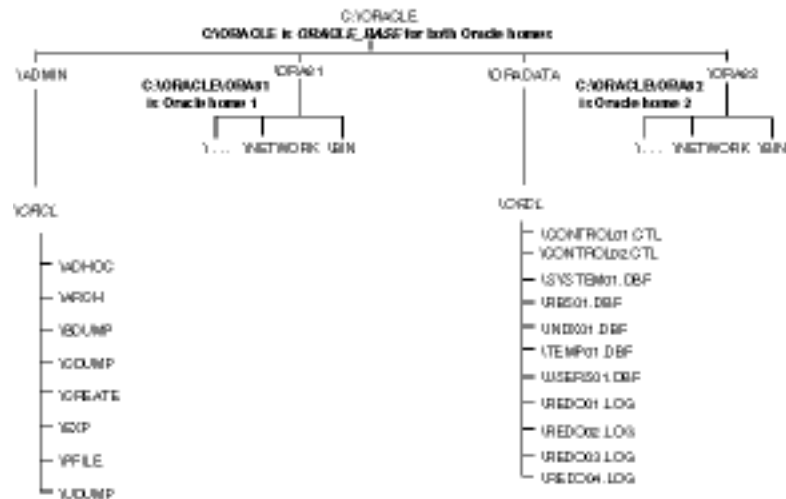 C:\ORACLE
C:\ORACLE is ORACLE_BASE for both Oracle homes
\ADMIN
\ORA81
\ORADATA
\ORA82
C:\ORACLE\ORA81
is Oracle home 1
C:\ORACLE\ORA82
is Oracle home 2
\... \NETWORK \BIN
\... \NETWORK \BIN
\ORCL
\ORCL
\ADHOC
\ARCH
\BDUMP
\CDUMP
\CREATE
\EXP
\PFILE
\UDUMP
\CONTROL01.CTL
\CONTROL02.CTL
\SYSTEM01.DBF
\RBS01.DBF
\INDX01.DBF
\TEMP01.DBF
\USERS01.DBF
\REDO01.LOG
\REDO02.LOG
\REDO03.LOG
\REDO04.LOG